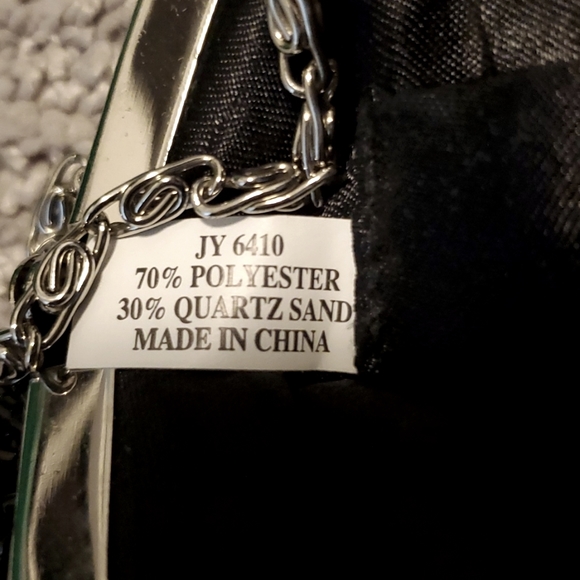 JY 6410
70% POLYESTER
30% QUARTZ SAND
MADE IN CHINA